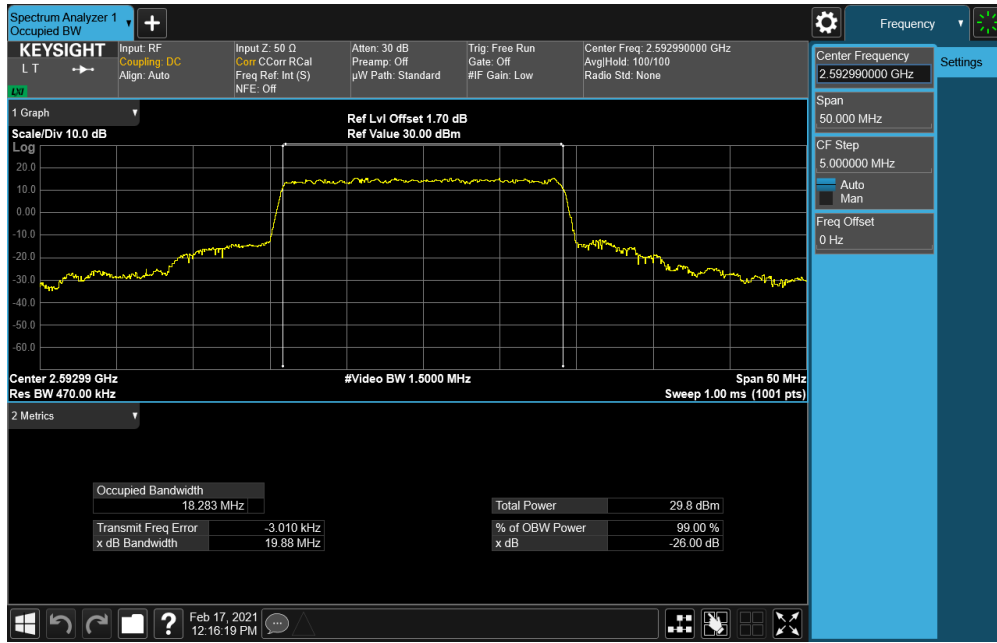 Spectrum Analyzer 1
Occupied BW
Frequency
KEYSIGHT
L T
LXI
Input: RF
Coupling: DC
Align: Auto
Input Z: 50 Ω
Corr CCorr RCal
Freq Ref: Int (S)
NFE: Off
Atten: 30 dB
Preamp: Off
µW Path: Standard
Trig: Free Run
Gate: Off
#IF Gain: Low
Center Freq: 2.592990000 GHz
Avg|Hold: 100/100
Radio Std: None
Center Frequency
2.592990000 GHz
Settings
Span
50.000 MHz
CF Step
5.000000 MHz
Auto
Man
Freq Offset
0 Hz
1 Graph
Scale/Div 10.0 dB
Ref Lvl Offset 1.70 dB
Ref Value 30.00 dBm
Log
20.0
10.0
0.00
-10.0
-20.0
-30.0
-40.0
-50.0
-60.0
Center 2.59299 GHz
#Video BW 1.5000 MHz
Span 50 MHz
Res BW 470.00 kHz
Sweep 1.00 ms (1001 pts)
2 Metrics
Occupied Bandwidth
18.283 MHz
Total Power 29.8 dBm
Transmit Freq Error -3.010 kHz
% of OBW Power 99.00 %
x dB Bandwidth 19.88 MHz
x dB -26.00 dB
Feb 17, 2021
12:16:19 PM